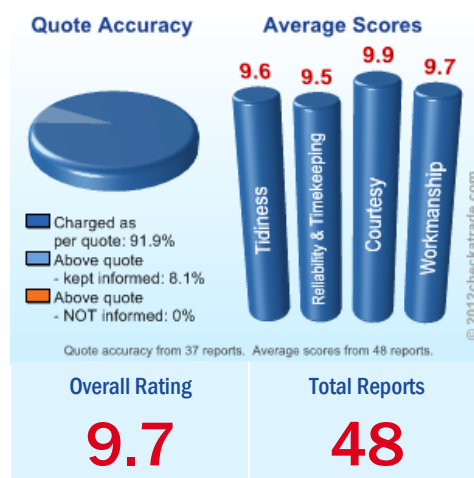 Quote Accuracy
Average Scores
9.6
9.5
9.9
9.7
Tidiness
Reliability & Timekeeping
Courtesy
Workmanship
Charged as
per quote: 91.9%
Above quote
- kept informed: 8.1%
Above quote
- NOT informed: 0%
© 2012checkatrade.com
Quote accuracy from 37 reports. Average scores from 48 reports.
Overall Rating
9.7
Total Reports
48